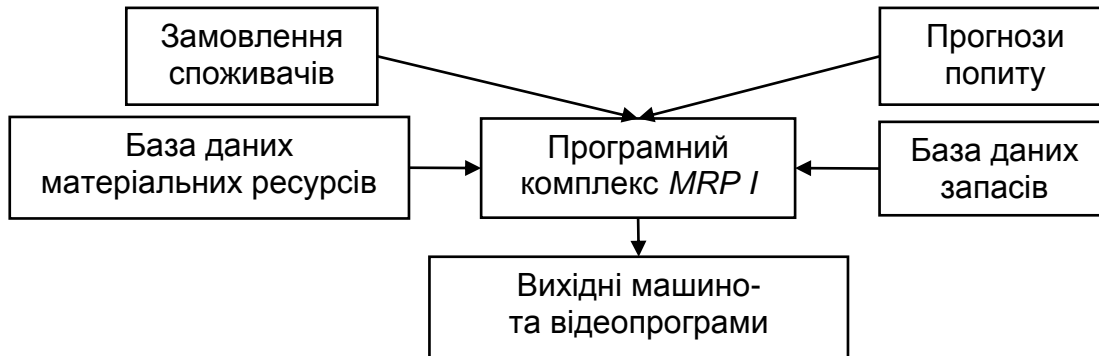 Замовлення
споживачів
Прогнози
попиту
База даних
матеріальних ресурсів
Програмний
комплекс MRP I
База даних
запасів
Вихідні машино-
та відеопрограми